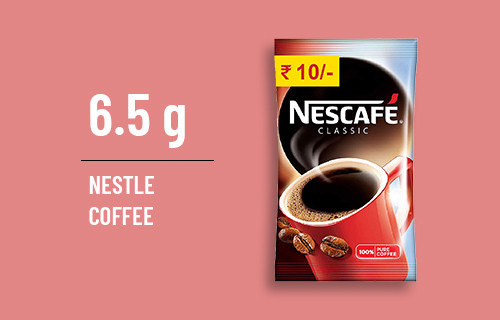 6.5 g
NESTLE
COFFEE
₹ 10/-
NESCAFÉ
CLASSIC
100% PURE
COFFEE